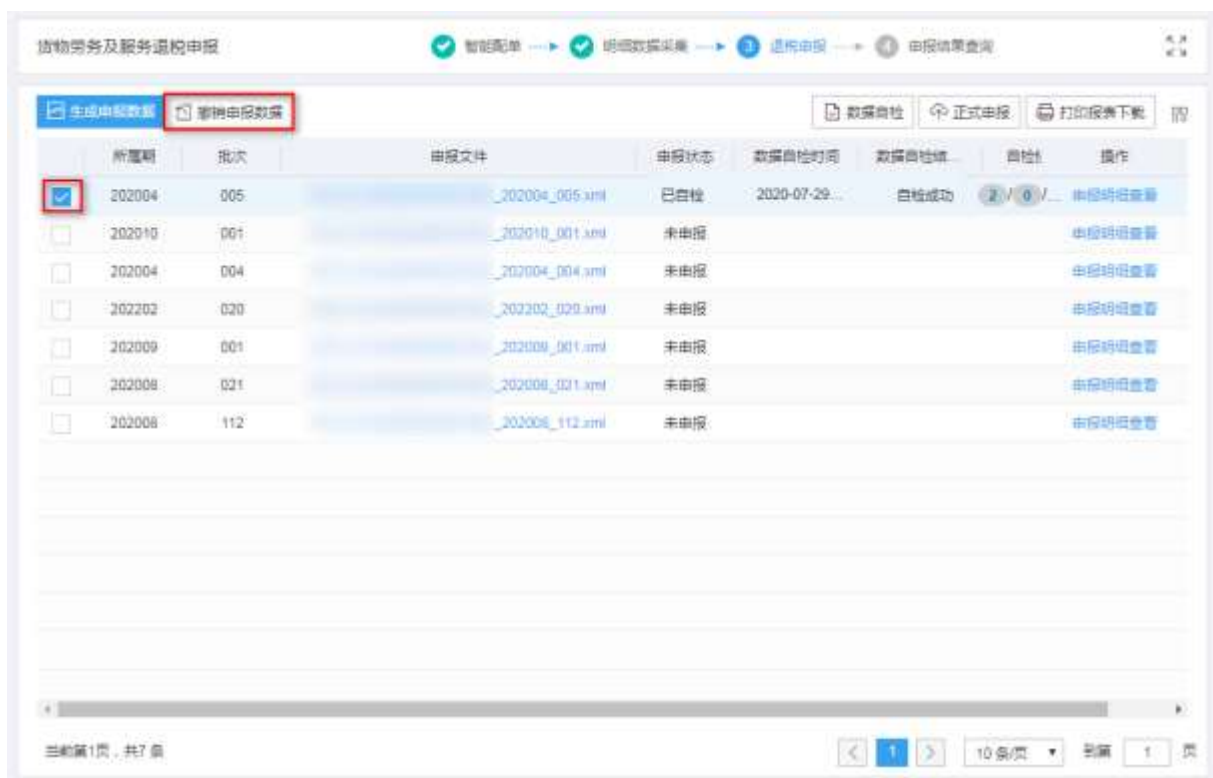 货物劳务及服务退税申报 智能配单 明细数据采集 3 退税申报 4 申报结果查询
生成申报数据 撤销申报数据 数据自检 正式申报 打印报表下载
所属期 批次 申报文件 申报状态 数据自检时间 数据自检结... 自检情 操作
202004 005 _202004_005.xml 已自检 2020-07-29... 自检成功 2 / 0 /... 申报明细查看
202010 001 _202010_001.xml 未申报 申报明细查看
202004 004 _202004_004.xml 未申报 申报明细查看
202202 020 _202202_020.xml 未申报 申报明细查看
202009 001 _202009_001.xml 未申报 申报明细查看
202008 021 _202008_021.xml 未申报 申报明细查看
202008 112 _202008_112.xml 未申报 申报明细查看
当前第1页，共7 条 < 1 > 10 条/页 到第 1 页